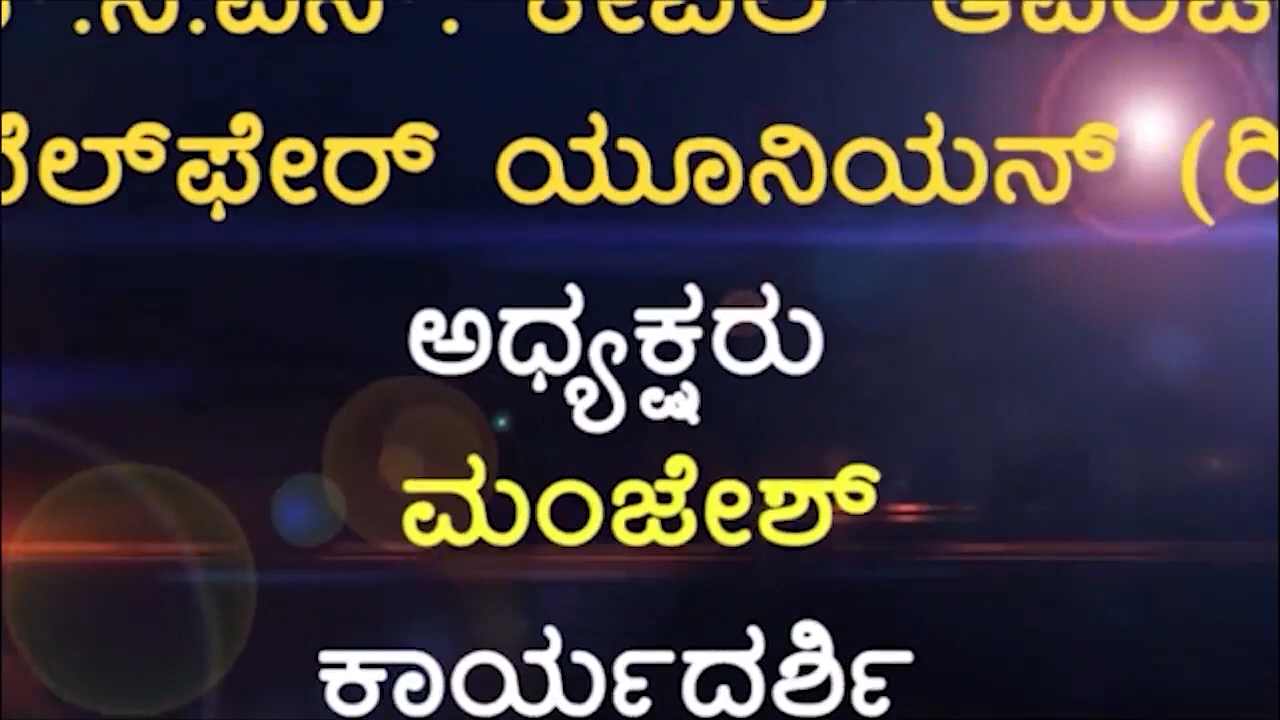 ವೆಲ್‌ಫೇರ್ ಯೂನಿಯನ್ (ರಿ
ಅಧ್ಯಕ್ಷರು
ಮಂಜೇಶ್
ಕಾರ್ಯದರ್ಶಿ